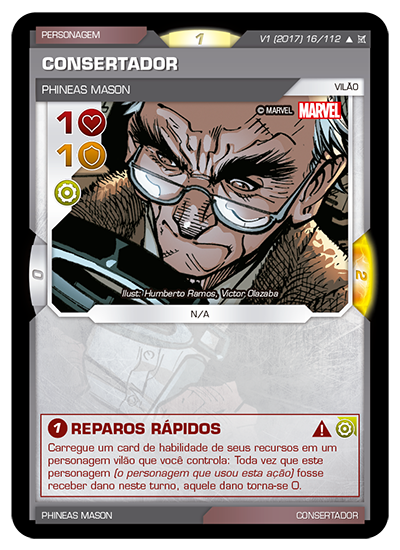 PERSONAGEM
1
V1 (2017) 16/112
CONSERTADOR
PHINEAS MASON
VILÃO
© MARVEL MARVEL
1
1
0
2
Ilust: Humberto Ramos, Victor Olazaba
N/A
1 REPAROS RÁPIDOS
Carregue um card de habilidade de seus recursos em um
personagem vilão que você controla: Toda vez que este
personagem (o personagem que usou esta ação) fosse
receber dano neste turno, aquele dano torna-se 0.
PHINEAS MASON
CONSERTADOR